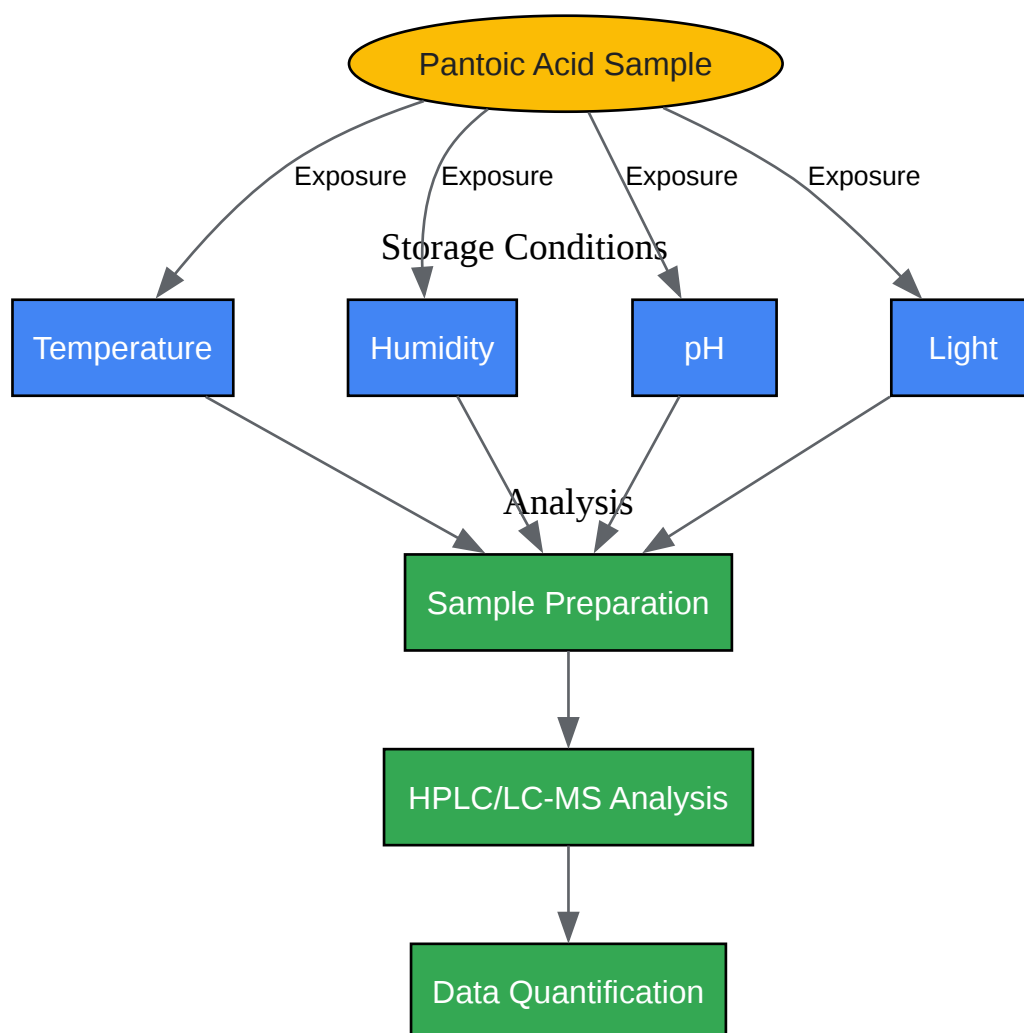 Pantoic Acid Sample
Exposure
Exposure
Exposure
Exposure
Storage Conditions
Temperature
Humidity
pH
Light
Analysis
Sample Preparation
HPLC/LC-MS Analysis
Data Quantification